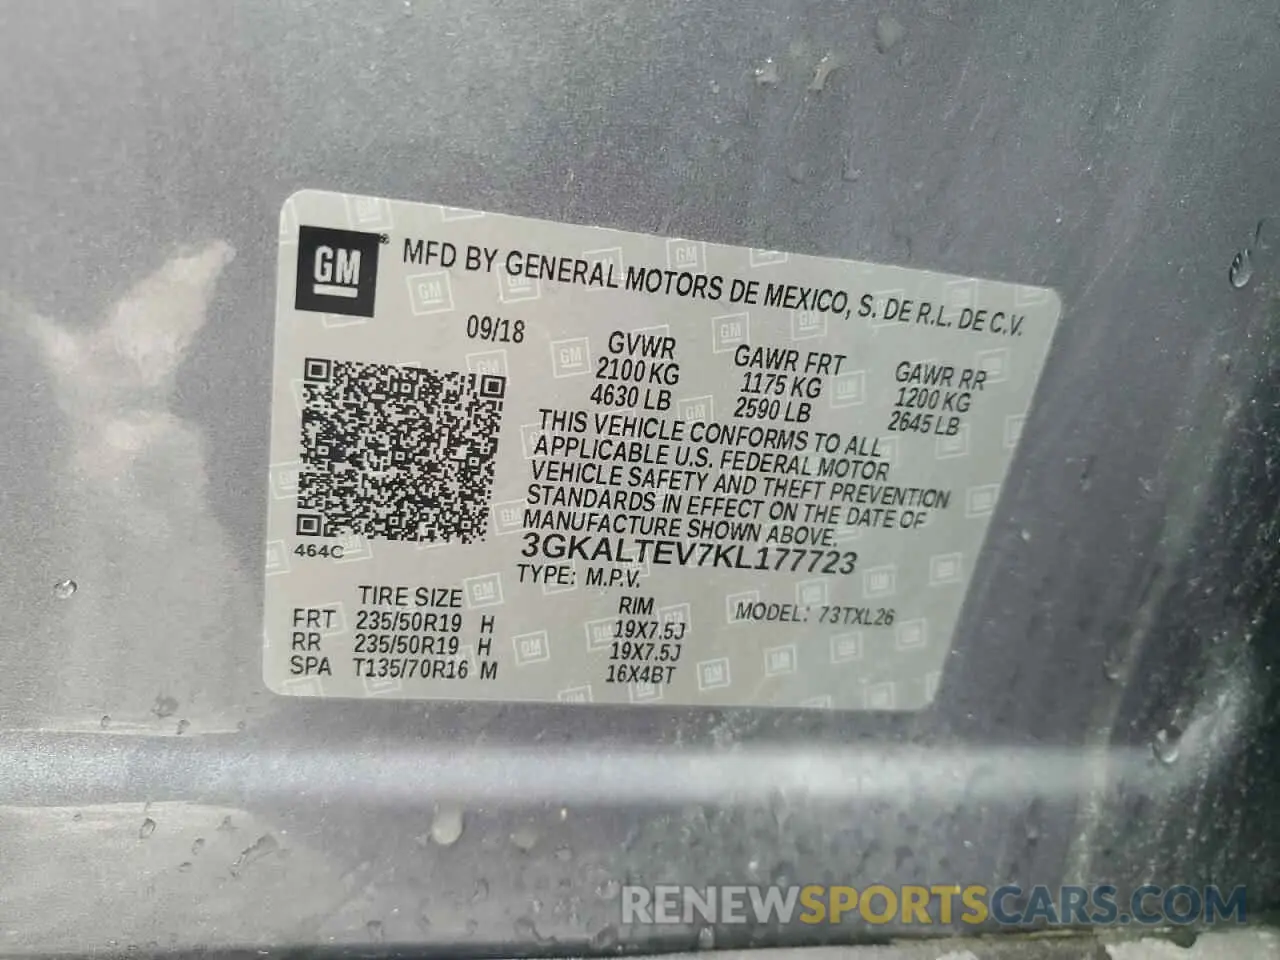 GM® MFD BY GENERAL MOTORS DE MEXICO, S. DE R.L. DE C.V.
09/18 GVWR GAWR FRT GAWR RR
2100 KG 1175 KG 1200 KG
4630 LB 2590 LB 2645 LB
THIS VEHICLE CONFORMS TO ALL
APPLICABLE U.S. FEDERAL MOTOR
VEHICLE SAFETY AND THEFT PREVENTION
STANDARDS IN EFFECT ON THE DATE OF
MANUFACTURE SHOWN ABOVE.
464C 3GKALTEV7KL177723
TYPE: M.P.V. MODEL: 73TXL26
TIRE SIZE RIM
FRT 235/50R19 H 19X7.5J
RR 235/50R19 H 19X7.5J
SPA T135/70R16 M 16X4BT
RENEWSPORTSCARS.COM